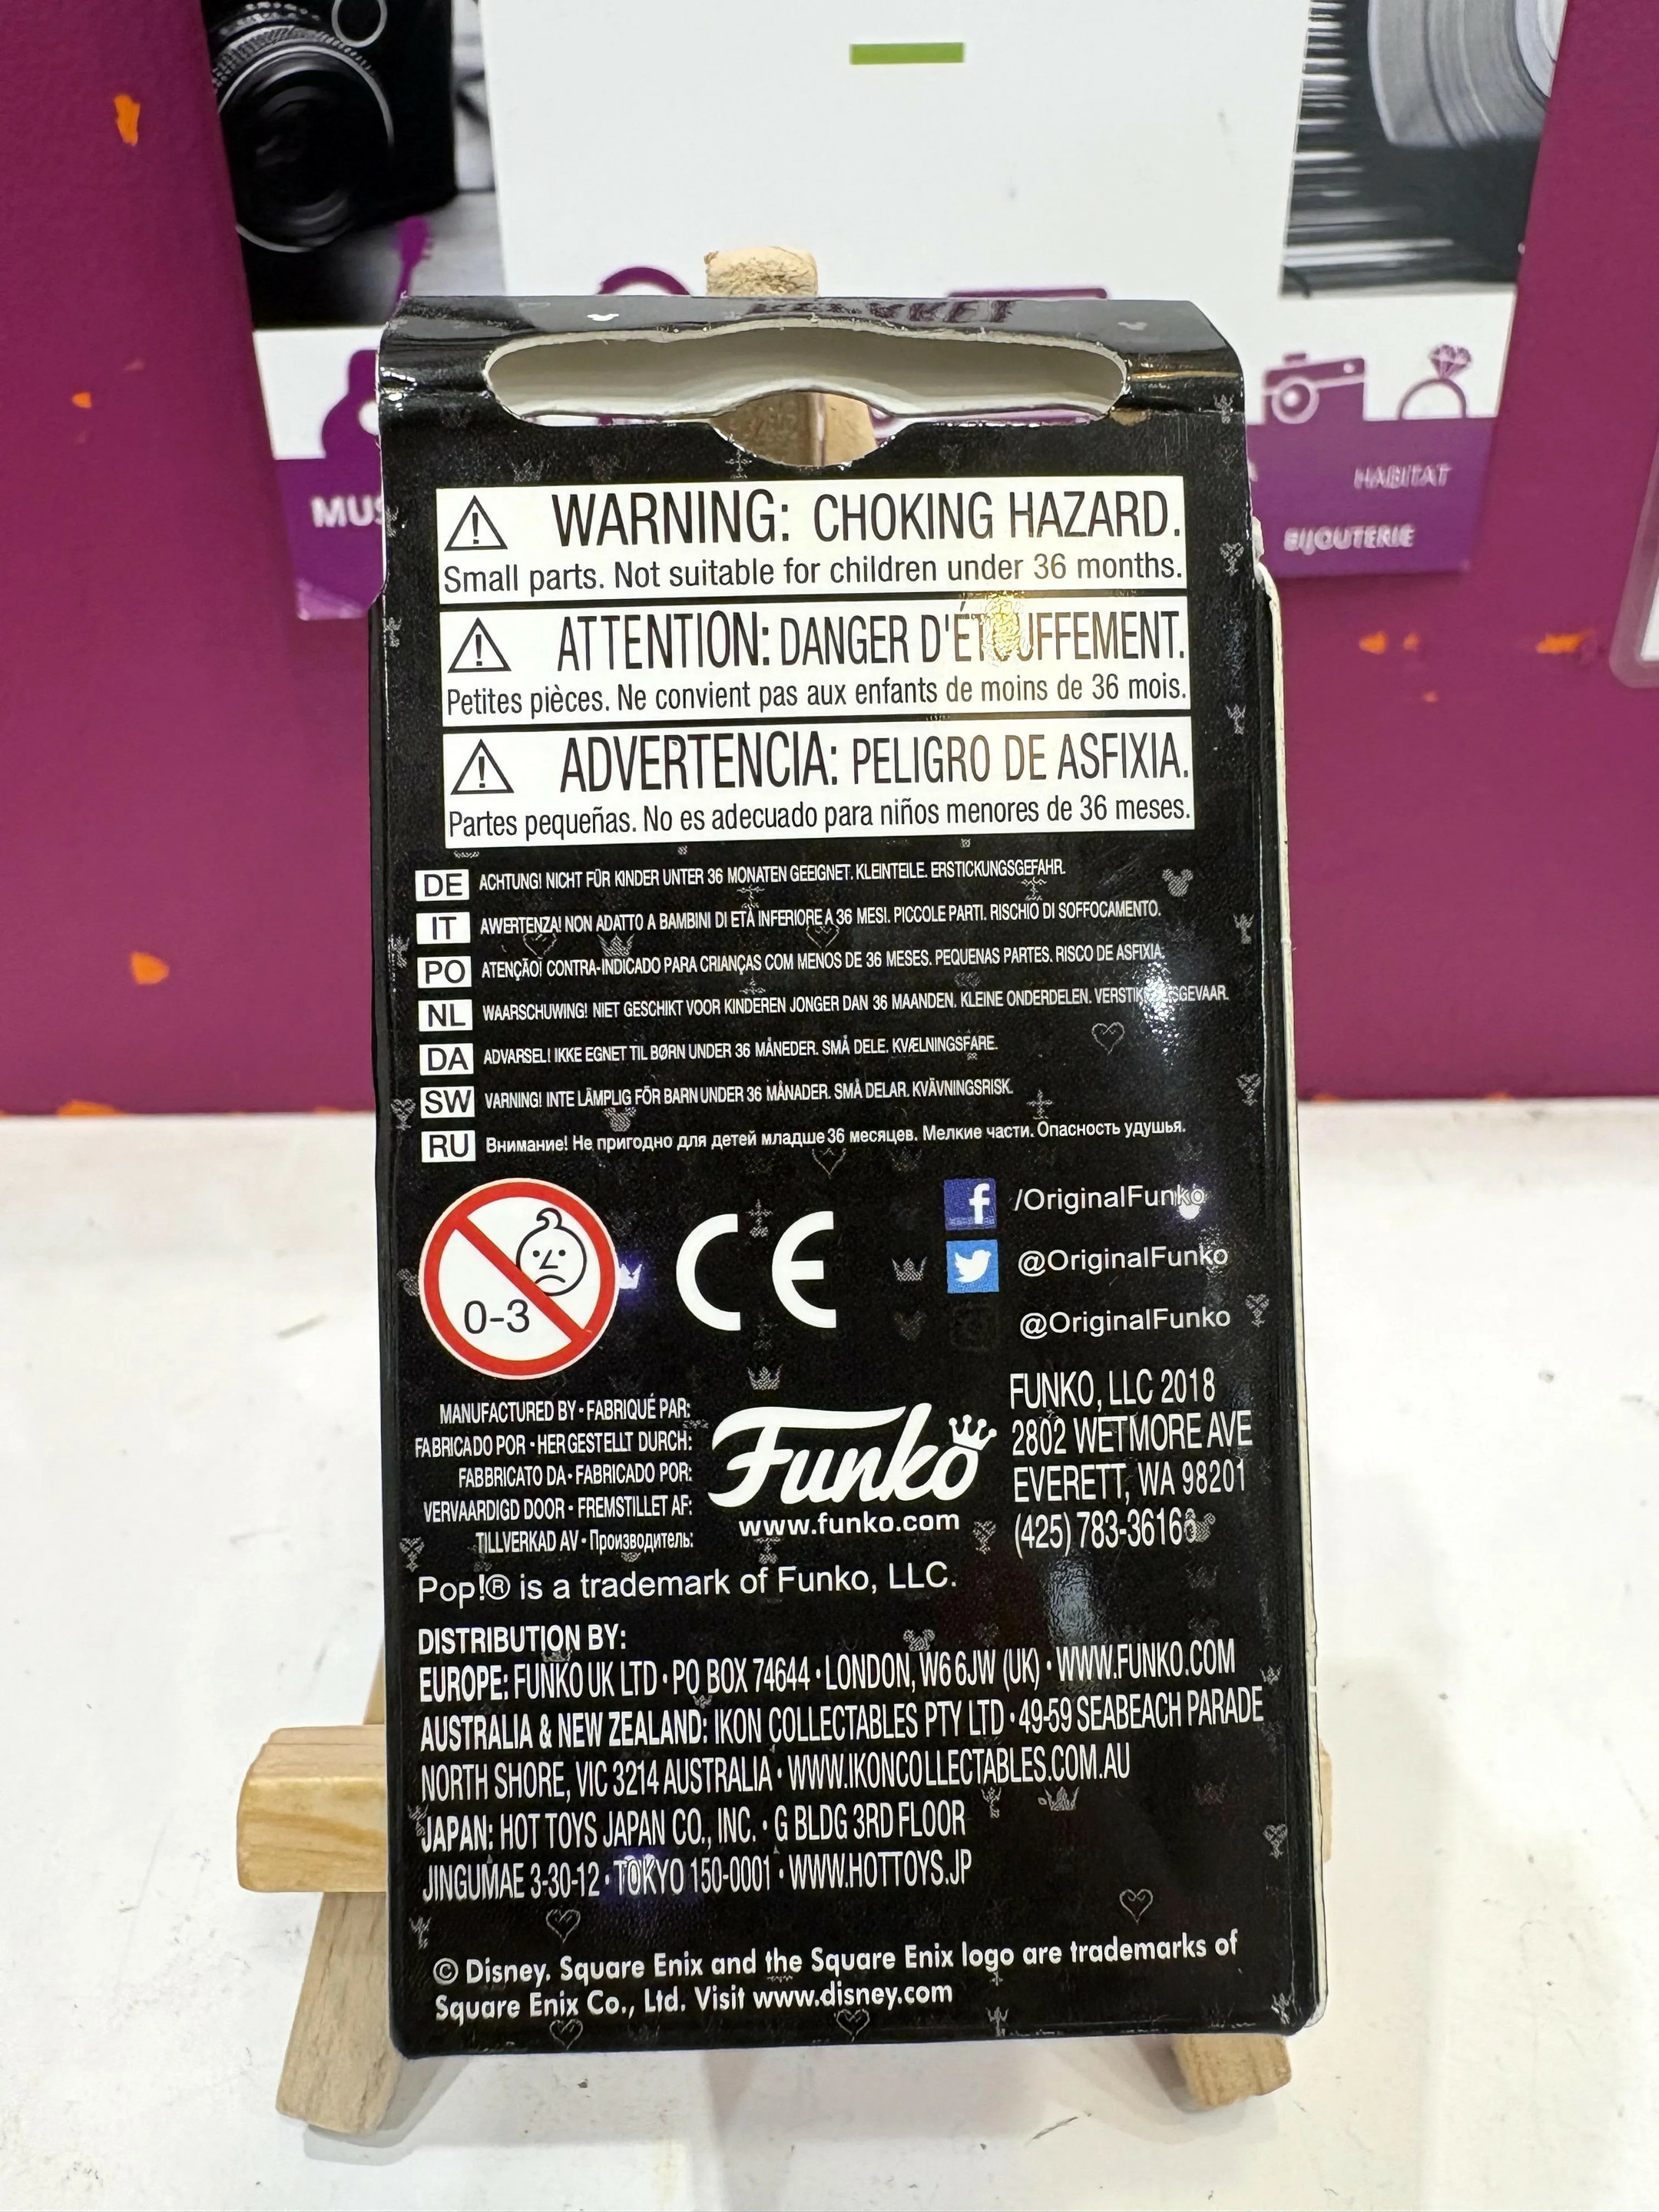 MUS
HABITAT
BIJOUTERIE
WARNING: CHOKING HAZARD.
Small parts. Not suitable for children under 36 months.
ATTENTION: DANGER D'ÉTOUFFEMENT.
Petites pièces. Ne convient pas aux enfants de moins de 36 mois.
ADVERTENCIA: PELIGRO DE ASFIXIA.
Partes pequeñas. No es adecuado para niños menores de 36 meses.
DE ACHTUNG! NICHT FÜR KINDER UNTER 36 MONATEN GEEIGNET. KLEINTEILE. ERSTICKUNGSGEFAHR.
IT AWERTENZA! NON ADATTO A BAMBINI DI ETÀ INFERIORE A 36 MESI. PICCOLE PARTI. RISCHIO DI SOFFOCAMENTO.
PO ATENÇÃO! CONTRA-INDICADO PARA CRIANÇAS COM MENOS DE 36 MESES. PEQUENAS PARTES. RISCO DE ASFIXIA.
NL WAARSCHUWING! NIET GESCHIKT VOOR KINDEREN JONGER DAN 36 MAANDEN. KLEINE ONDERDELEN. VERSTIKKINGSGEVAAR.
DA ADVARSEL! IKKE EGNET TIL BØRN UNDER 36 MÅNEDER. SMÅ DELE. KVÆLNINGSFARE.
SW VARNING! INTE LÄMPLIG FÖR BARN UNDER 36 MÅNADER. SMÅ DELAR. KVÄVNINGSRISK.
RU Внимание! Не пригодно для детей младше 36 месяцев. Мелкие части. Опасность удушья.
0-3
CE
/OriginalFunko
@OriginalFunko
@OriginalFunko
MANUFACTURED BY • FABRIQUÉ PAR:
FABRICADO POR • HERGESTELLT DURCH:
FABBRICATO DA • FABRICADO POR:
VERVAARDIGD DOOR • FREMSTILLET AF:
TILLVERKAD AV • Производитель:
Funko
www.funko.com
FUNKO, LLC 2018
2802 WETMORE AVE
EVERETT, WA 98201
(425) 783-3616
Pop!® is a trademark of Funko, LLC.
DISTRIBUTION BY:
EUROPE: FUNKO UK LTD • PO BOX 74644 • LONDON, W6 6JW (UK) • WWW.FUNKO.COM
AUSTRALIA & NEW ZEALAND: IKON COLLECTABLES PTY LTD • 49-59 SEABEACH PARADE
NORTH SHORE, VIC 3214 AUSTRALIA • WWW.IKONCOLLECTABLES.COM.AU
JAPAN: HOT TOYS JAPAN CO., INC. • G BLDG 3RD FLOOR
JINGUMAE 3-30-12 • TOKYO 150-0001 • WWW.HOTTOYS.JP
© Disney. Square Enix and the Square Enix logo are trademarks of
Square Enix Co., Ltd. Visit www.disney.com